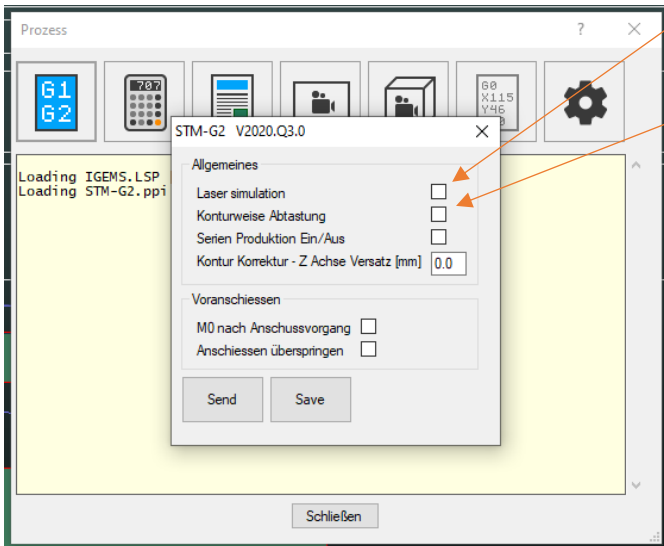 Prozess ? ×
G1
G2
707
G0
X115
Y46
STM-G2 V2020.Q3.0 ×
Loading IGEMS.LSP
Loading STM-G2.ppi
Allgemeines
Laser simulation
Konturweise Abtastung
Serien Produktion Ein/Aus
Kontur Korrektur - Z Achse Versatz [mm] 0.0
Voranschiessen
M0 nach Anschussvorgang
Anschiessen überspringen
Send Save
Schließen